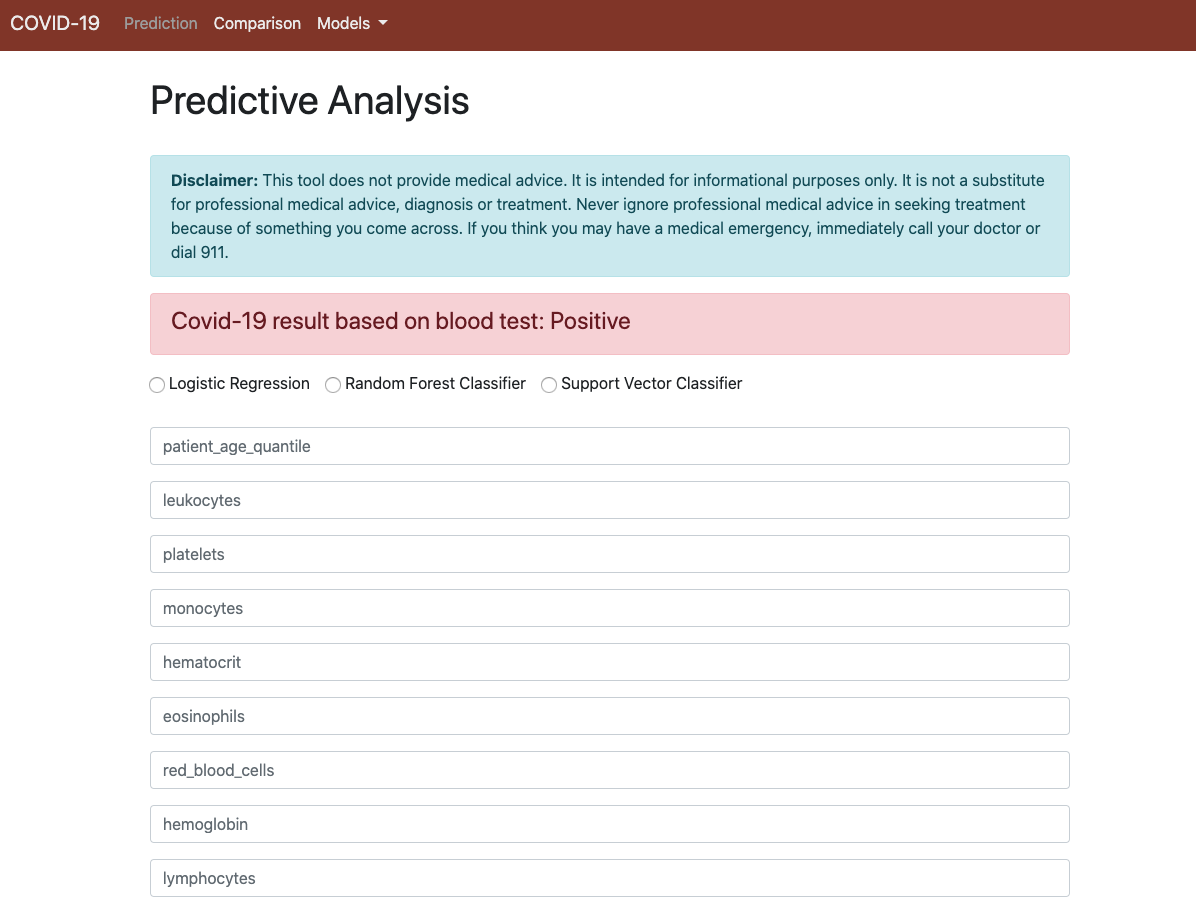 COVID-19 Prediction Comparison Models
Predictive Analysis
Disclaimer: This tool does not provide medical advice. It is intended for informational purposes only. It is not a substitute
for professional medical advice, diagnosis or treatment. Never ignore professional medical advice in seeking treatment
because of something you come across. If you think you may have a medical emergency, immediately call your doctor or
dial 911.
Covid-19 result based on blood test: Positive
Logistic Regression Random Forest Classifier Support Vector Classifier
patient_age_quantile
leukocytes
platelets
monocytes
hematocrit
eosinophils
red_blood_cells
hemoglobin
lymphocytes